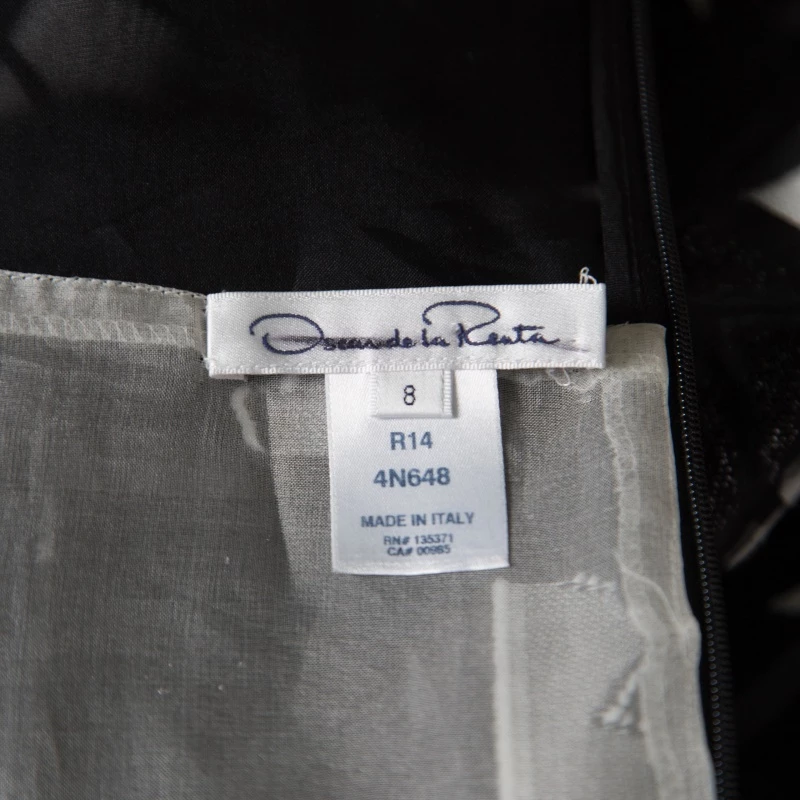 Oscar de la Renta
8
R14
4N648
MADE IN ITALY
RN# 135371
CA# 00985